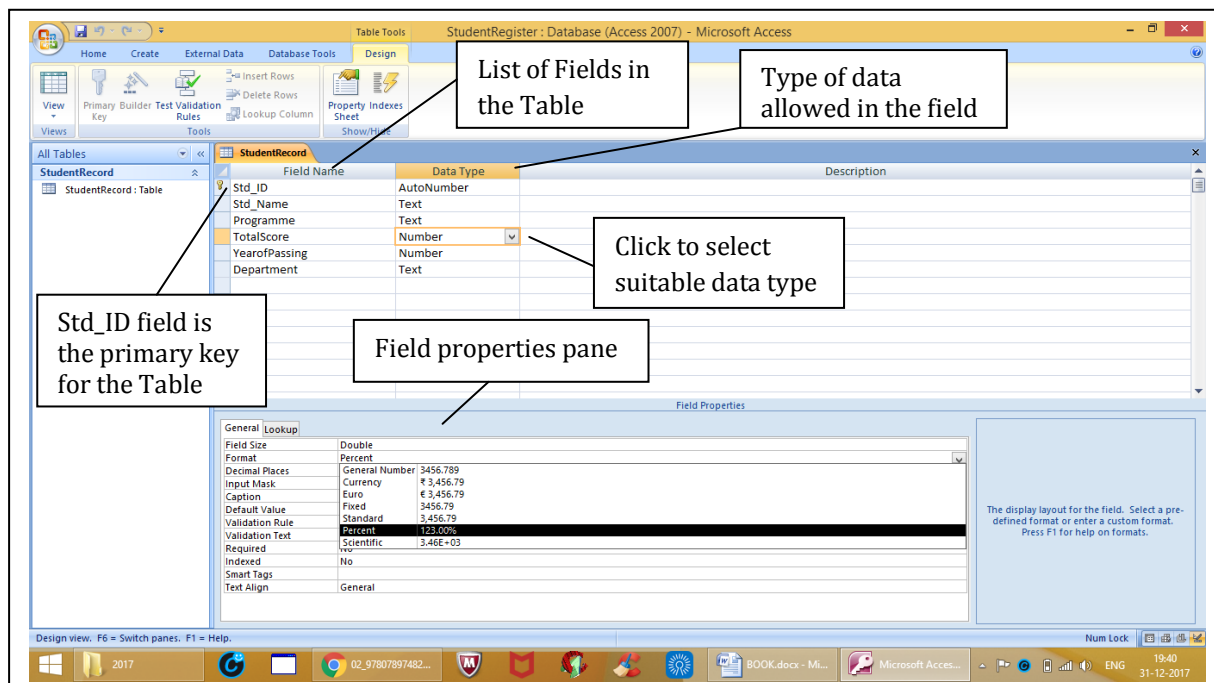 Table Tools
StudentRegister : Database (Access 2007) - Microsoft Access
Home Create External Data Database Tools Design
View
Primary Key
Builder
Test Validation Rules
Insert Rows
Delete Rows
Lookup Column
Property Sheet
Indexes
Views
Tools
Show/Hide
List of Fields in
the Table
Type of data
allowed in the field
All Tables
StudentRecord
StudentRecord : Table
StudentRecord
Field Name Data Type Description
Std_ID AutoNumber
Std_Name Text
Programme Text
TotalScore Number
YearofPassing Number
Department Text
Click to select
suitable data type
Std_ID field is
the primary key
for the Table
Field properties pane
Field Properties
General Lookup
Field Size Double
Format Percent
Decimal Places
Input Mask
Caption
Default Value
Validation Rule
Validation Text
Required No
Indexed No
Smart Tags
Text Align General
General Number 3456.789
Currency ₹ 3,456.79
Euro € 3,456.79
Fixed 3456.79
Standard 3,456.79
Percent 123.00%
Scientific 3.46E+03
The display layout for the field. Select a pre-
defined format or enter a custom format.
Press F1 for help on formats.
Design view. F6 = Switch panes. F1 = Help.
Num Lock
2017
02_97807897482...
BOOK.docx - Mi...
Microsoft Acces...
ENG
19:40
31-12-2017